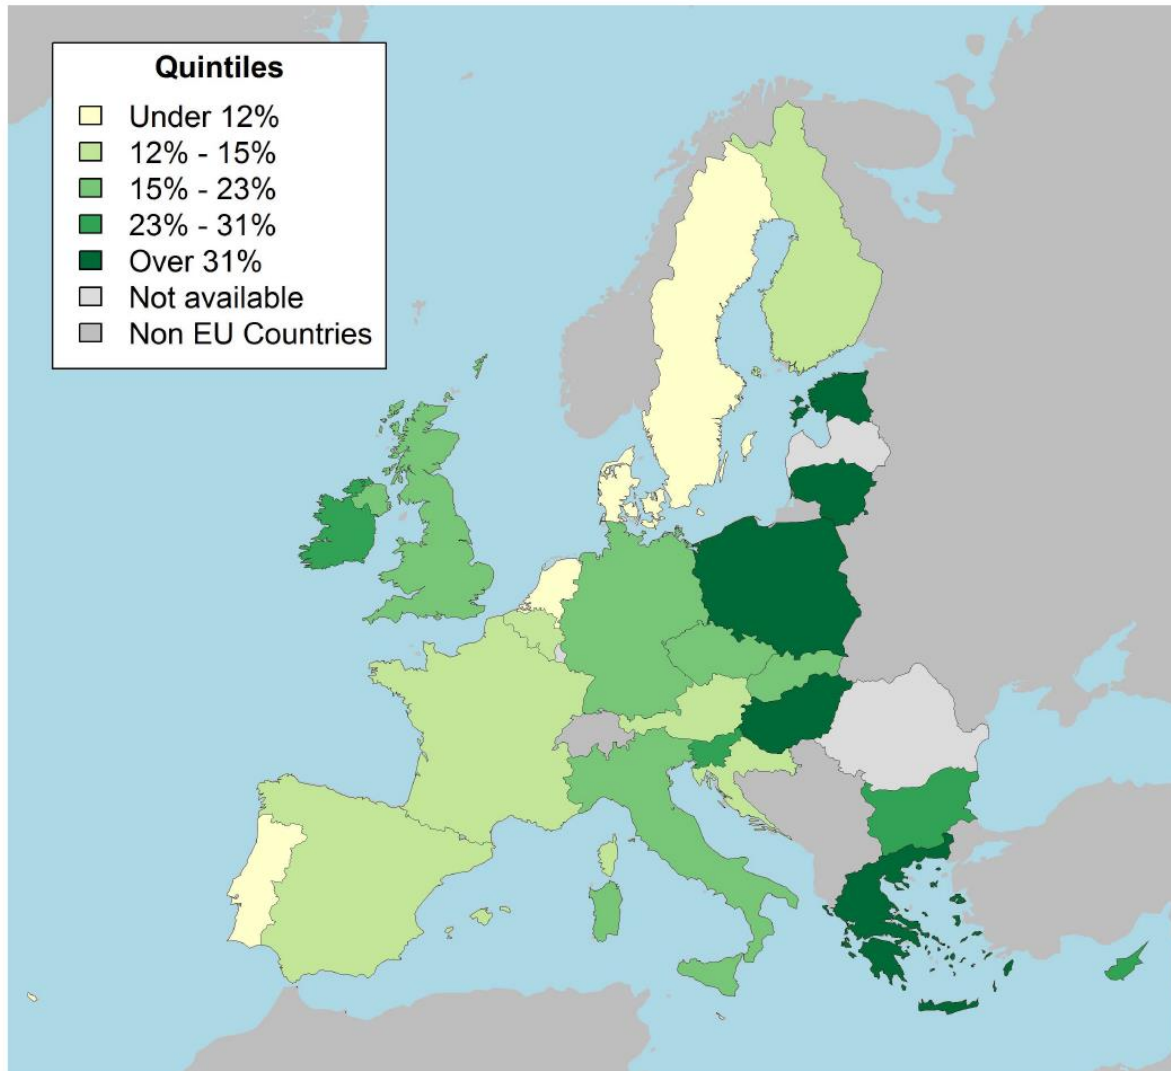 Quintiles
Under 12%
12% - 15%
15% - 23%
23% - 31%
Over 31%
Not available
Non EU Countries